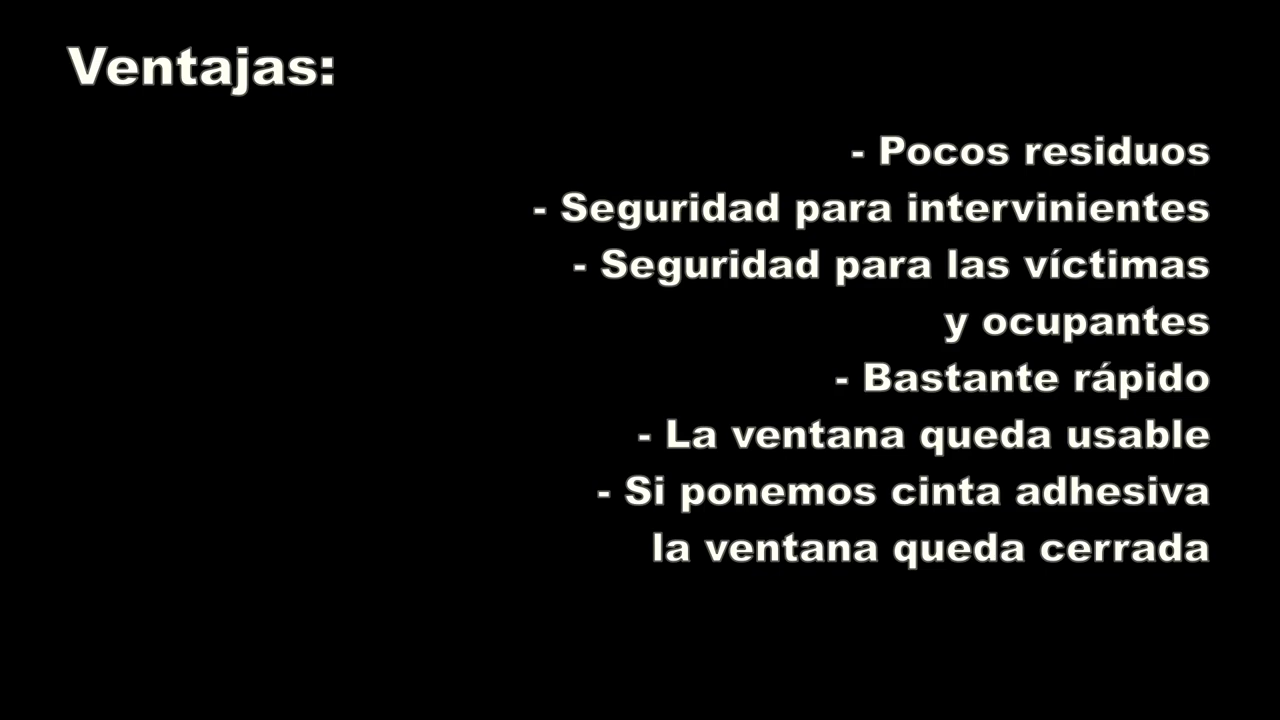 Ventajas:
- Pocos residuos
- Seguridad para intervinientes
- Seguridad para las víctimas
y ocupantes
- Bastante rápido
- La ventana queda usable
- Si ponemos cinta adhesiva
la ventana queda cerrada